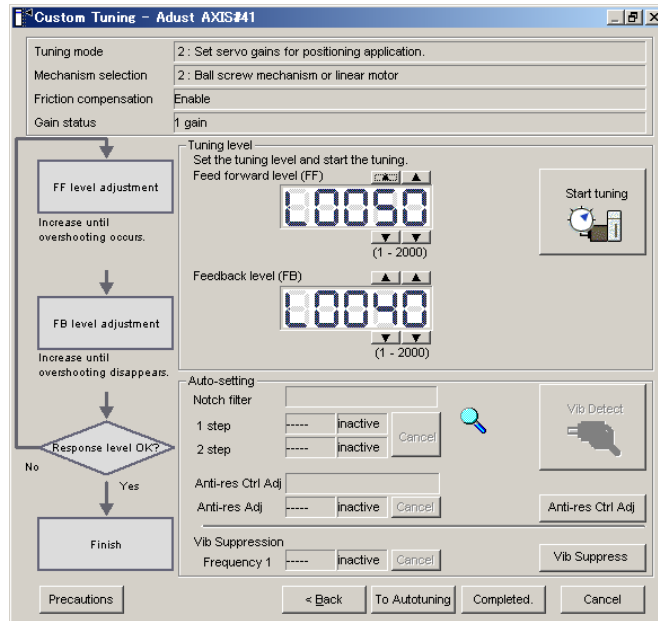 Custom Tuning - Adust AXIS#41
Tuning mode 2 : Set servo gains for positioning application.
Mechanism selection 2 : Ball screw mechanism or linear motor
Friction compensation Enable
Gain status 1 gain
FF level adjustment
Increase until
overshooting occurs.
FB level adjustment
Increase until
overshooting disappears.
Response level OK?
No
Yes
Finish
Tuning level
Set the tuning level and start the tuning.
Feed forward level (FF)
L0050
(1 - 2000)
Start tuning
Feedback level (FB)
L0040
(1 - 2000)
Auto-setting
Notch filter
1 step ----- inactive
2 step ----- inactive
Cancel
Vib Detect
Anti-res Ctrl Adj
Anti-res Adj ----- inactive Cancel
Anti-res Ctrl Adj
Vib Suppression
Frequency 1 ----- inactive Cancel
Vib Suppress
Precautions
< Back
To Autotuning
Completed.
Cancel